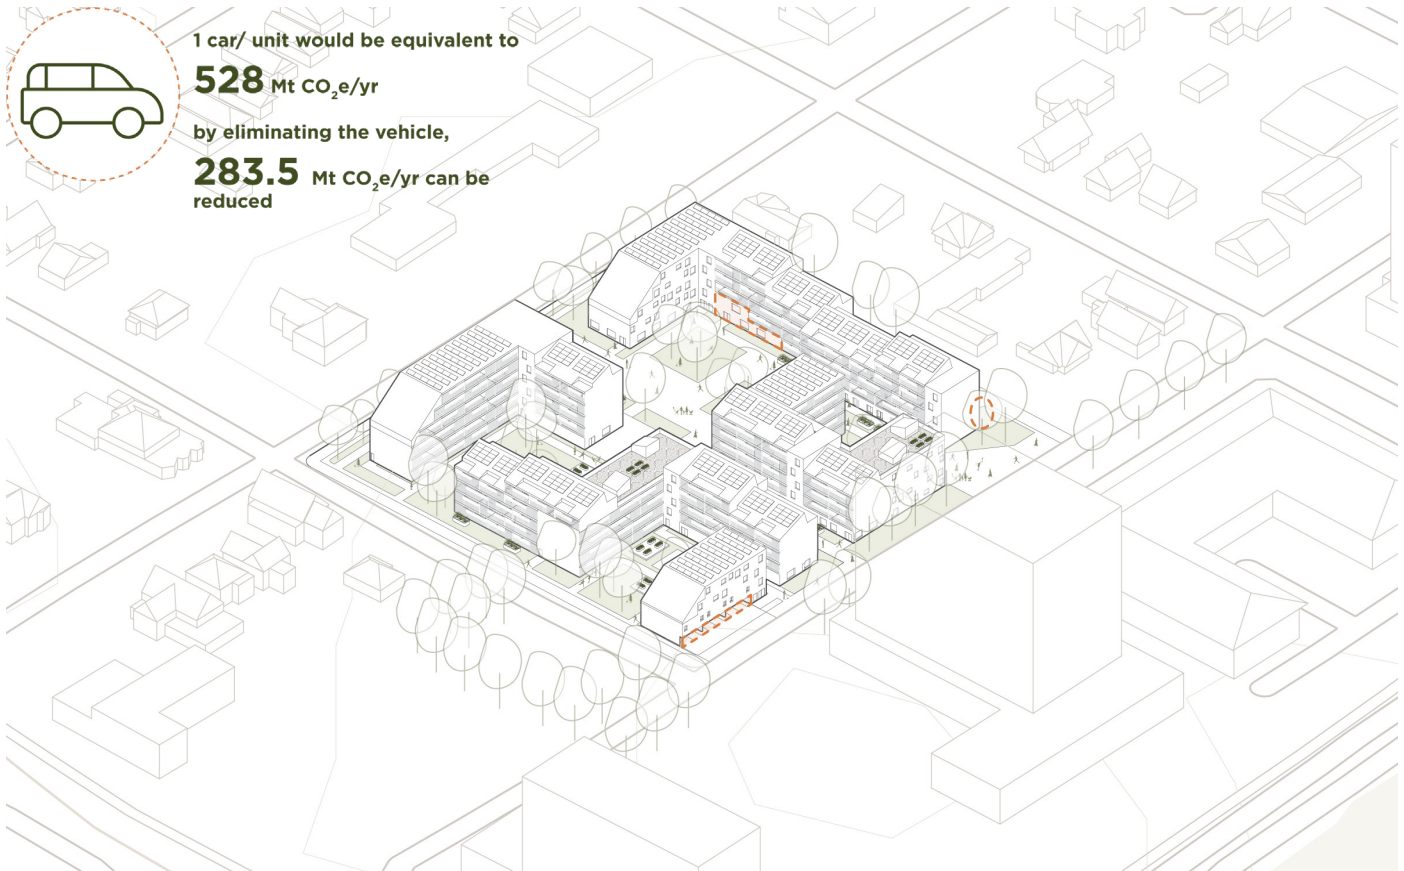 1 car/ unit would be equivalent to
528 Mt CO₂e/yr
by eliminating the vehicle,
283.5 Mt CO₂e/yr can be
reduced